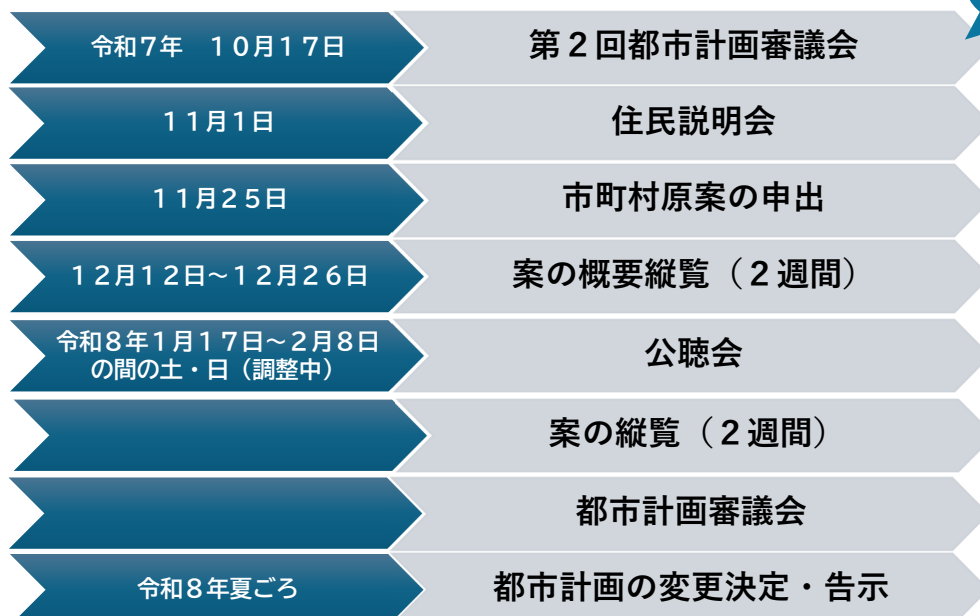 令和７年　１０月１７日
第２回都市計画審議会
１１月１日
住民説明会
１１月２５日
市町村原案の申出
１２月１２日～１２月２６日
案の概要縦覧（２週間）
令和８年１月１７日～２月８日
の間の土・日（調整中）
公聴会
案の縦覧（２週間）
都市計画審議会
令和８年夏ごろ
都市計画の変更決定・告示